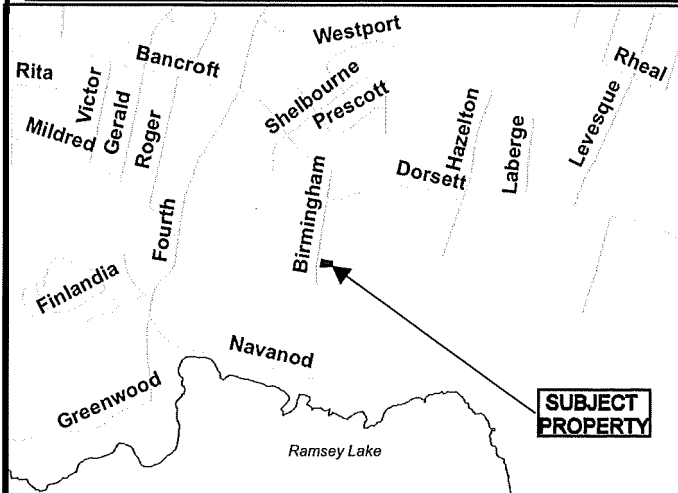 Westport
Bancroft
Rheal
Rita
Victor
Shelbourne
Gerald
Prescott
Hazelton
Levesque
Mildred
Roger
Laberge
Dorsett
Birmingham
Fourth
Finlandia
Navanod
Greenwood
SUBJECT
PROPERTY
Ramsey Lake